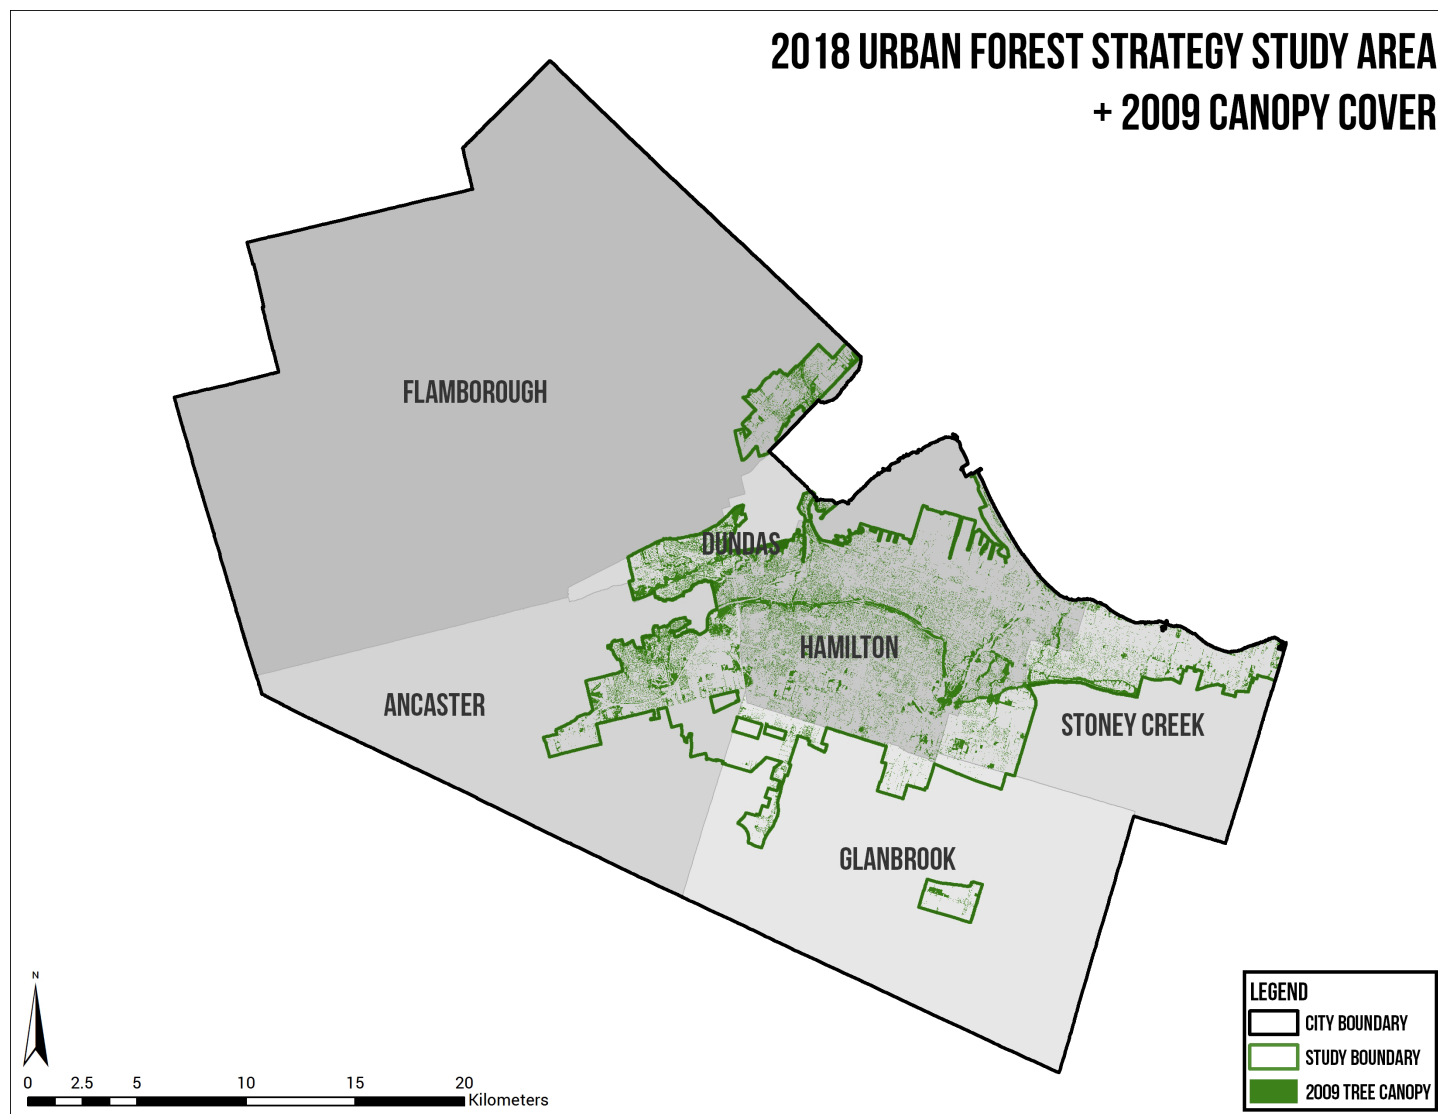 2018 URBAN FOREST STRATEGY STUDY AREA
+ 2009 CANOPY COVER
FLAMBOROUGH
DUNDAS
HAMILTON
ANCASTER
STONEY CREEK
GLANBROOK
N
0 2.5 5 10 15 20
Kilometers
LEGEND
CITY BOUNDARY
STUDY BOUNDARY
2009 TREE CANOPY